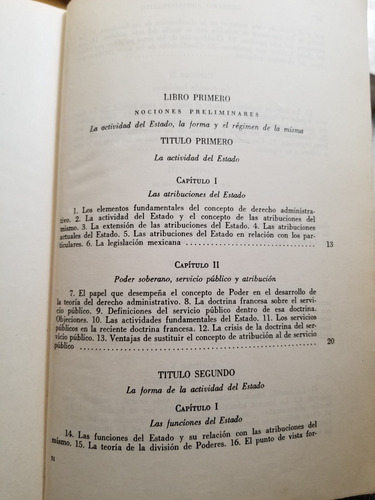 LIBRO PRIMERO
NOCIONES PRELIMINARES
La actividad del Estado, la forma y el régimen de la misma
TITULO PRIMERO
La actividad del Estado
CAPÍTULO I
Las atribuciones del Estado
1. Los elementos fundamentales del concepto de derecho administra-
tivo. 2. La actividad del Estado y el concepto de las atribuciones del
mismo. 3. La extensión de las atribuciones del Estado. 4. Las atribuciones
actuales del Estado. 5. Las atribuciones del Estado en relación con los par-
ticulares. 6. La legislación mexicana 13
CAPÍTULO II
Poder soberano, servicio público y atribución
7. El papel que desempeña el concepto de Poder en el desarrollo de
la teoría del derecho administrativo. 8. La doctrina francesa sobre el servi-
cio público. 9. Definiciones del servicio público dentro de esa doctrina.
Objeciones. 10. Las actividades fundamentales del Estado. 11. Los servicios
públicos en la reciente doctrina francesa. 12. La crisis de la doctrina del ser-
vicio público. 13. Ventajas de sustituir el concepto de atribución al de servicio
público 20
TITULO SEGUNDO
La forma de la actividad del Estado
CAPÍTULO I
Las funciones del Estado
14. Las funciones del Estado y su relación con las atribuciones del
mismo. 15. La teoría de la división de Poderes. 16. El punto de vista for-